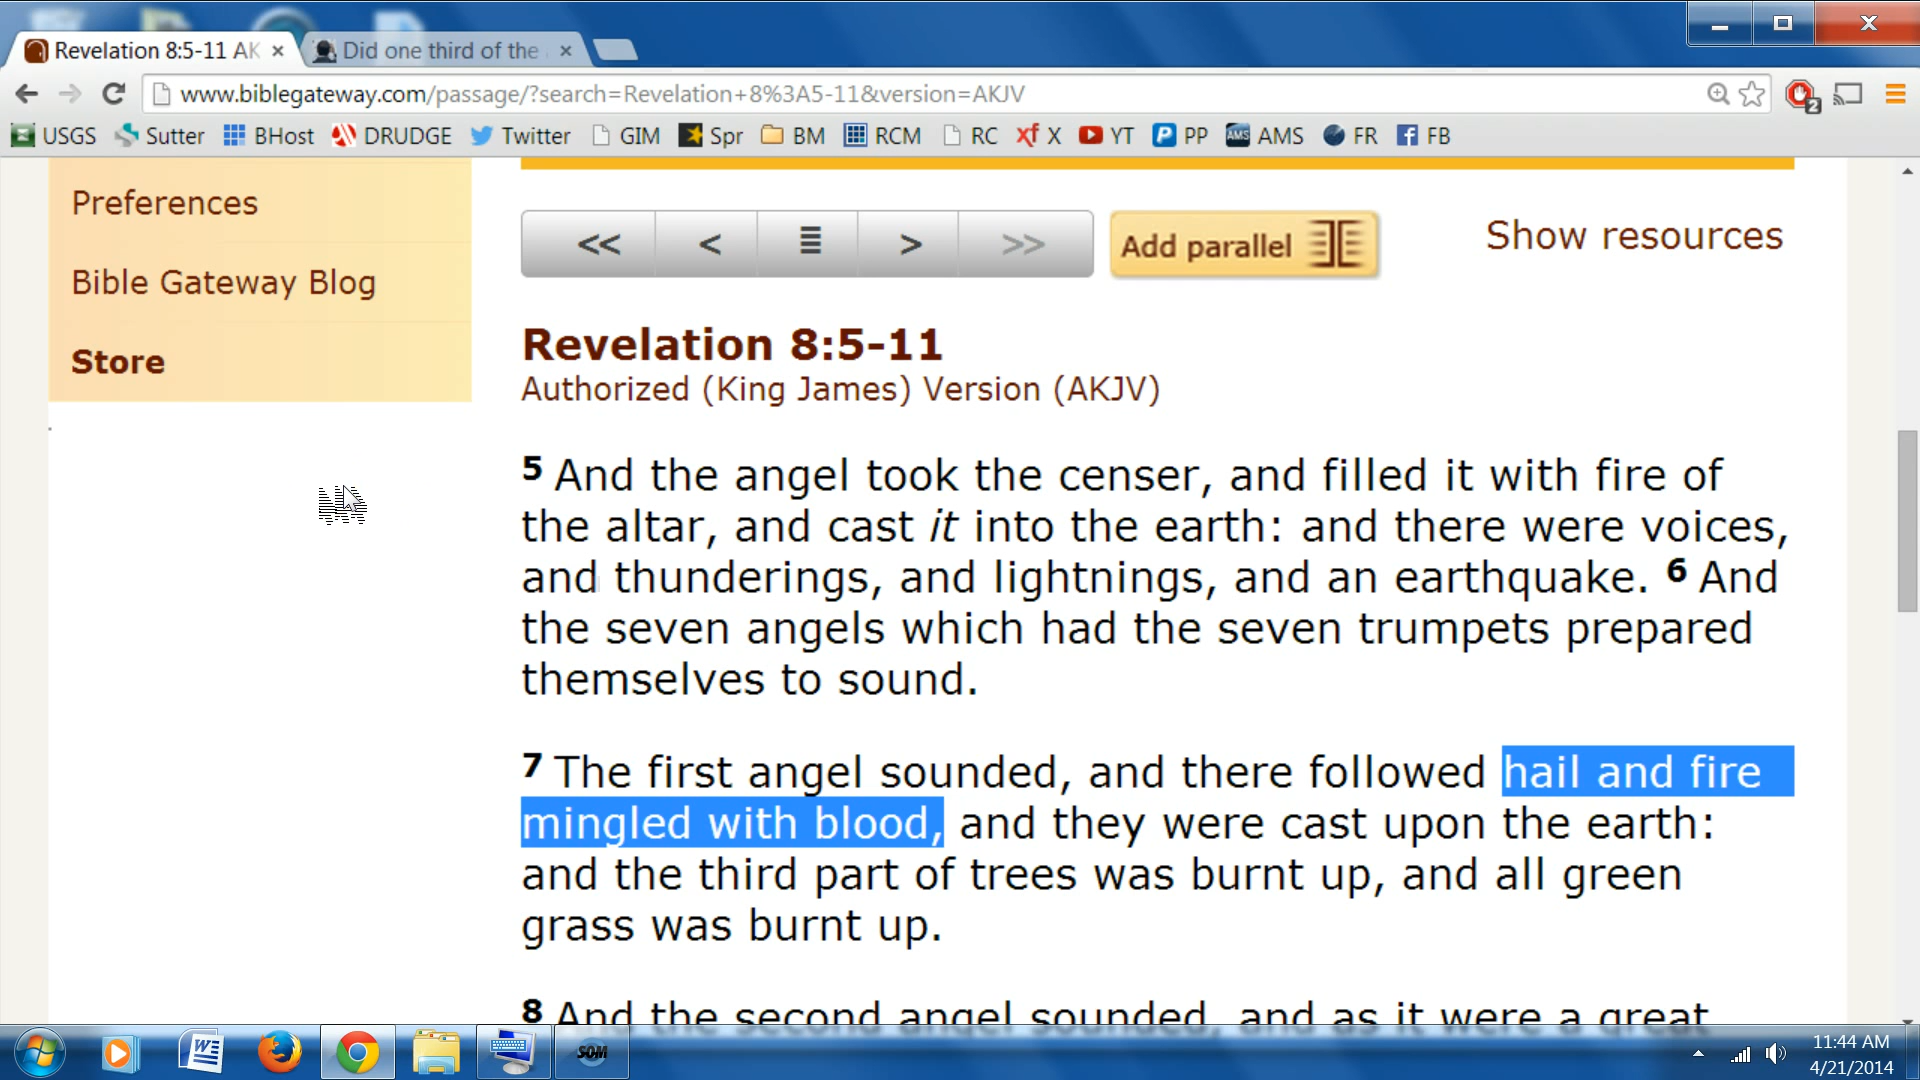 Revelation 8:5-11 AK
Did one third of the
www.biblegateway.com/passage/?search=Revelation+8%3A5-11&version=AKJV
2
USGS Sutter BHost DRUDGE Twitter GIM Spr BM RCM RC xf X YT PP AMS AMS FR FB
Preferences
Bible Gateway Blog
Store
<< < > >> Add parallel Show resources
Revelation 8:5-11
Authorized (King James) Version (AKJV)
5 And the angel took the censer, and filled it with fire of
the altar, and cast it into the earth: and there were voices,
and thunderings, and lightnings, and an earthquake. 6 And
the seven angels which had the seven trumpets prepared
themselves to sound.
7 The first angel sounded, and there followed hail and fire
mingled with blood, and they were cast upon the earth:
and the third part of trees was burnt up, and all green
grass was burnt up.
8 And the second angel sounded, and as it were a great
SOM
11:44 AM
4/21/2014